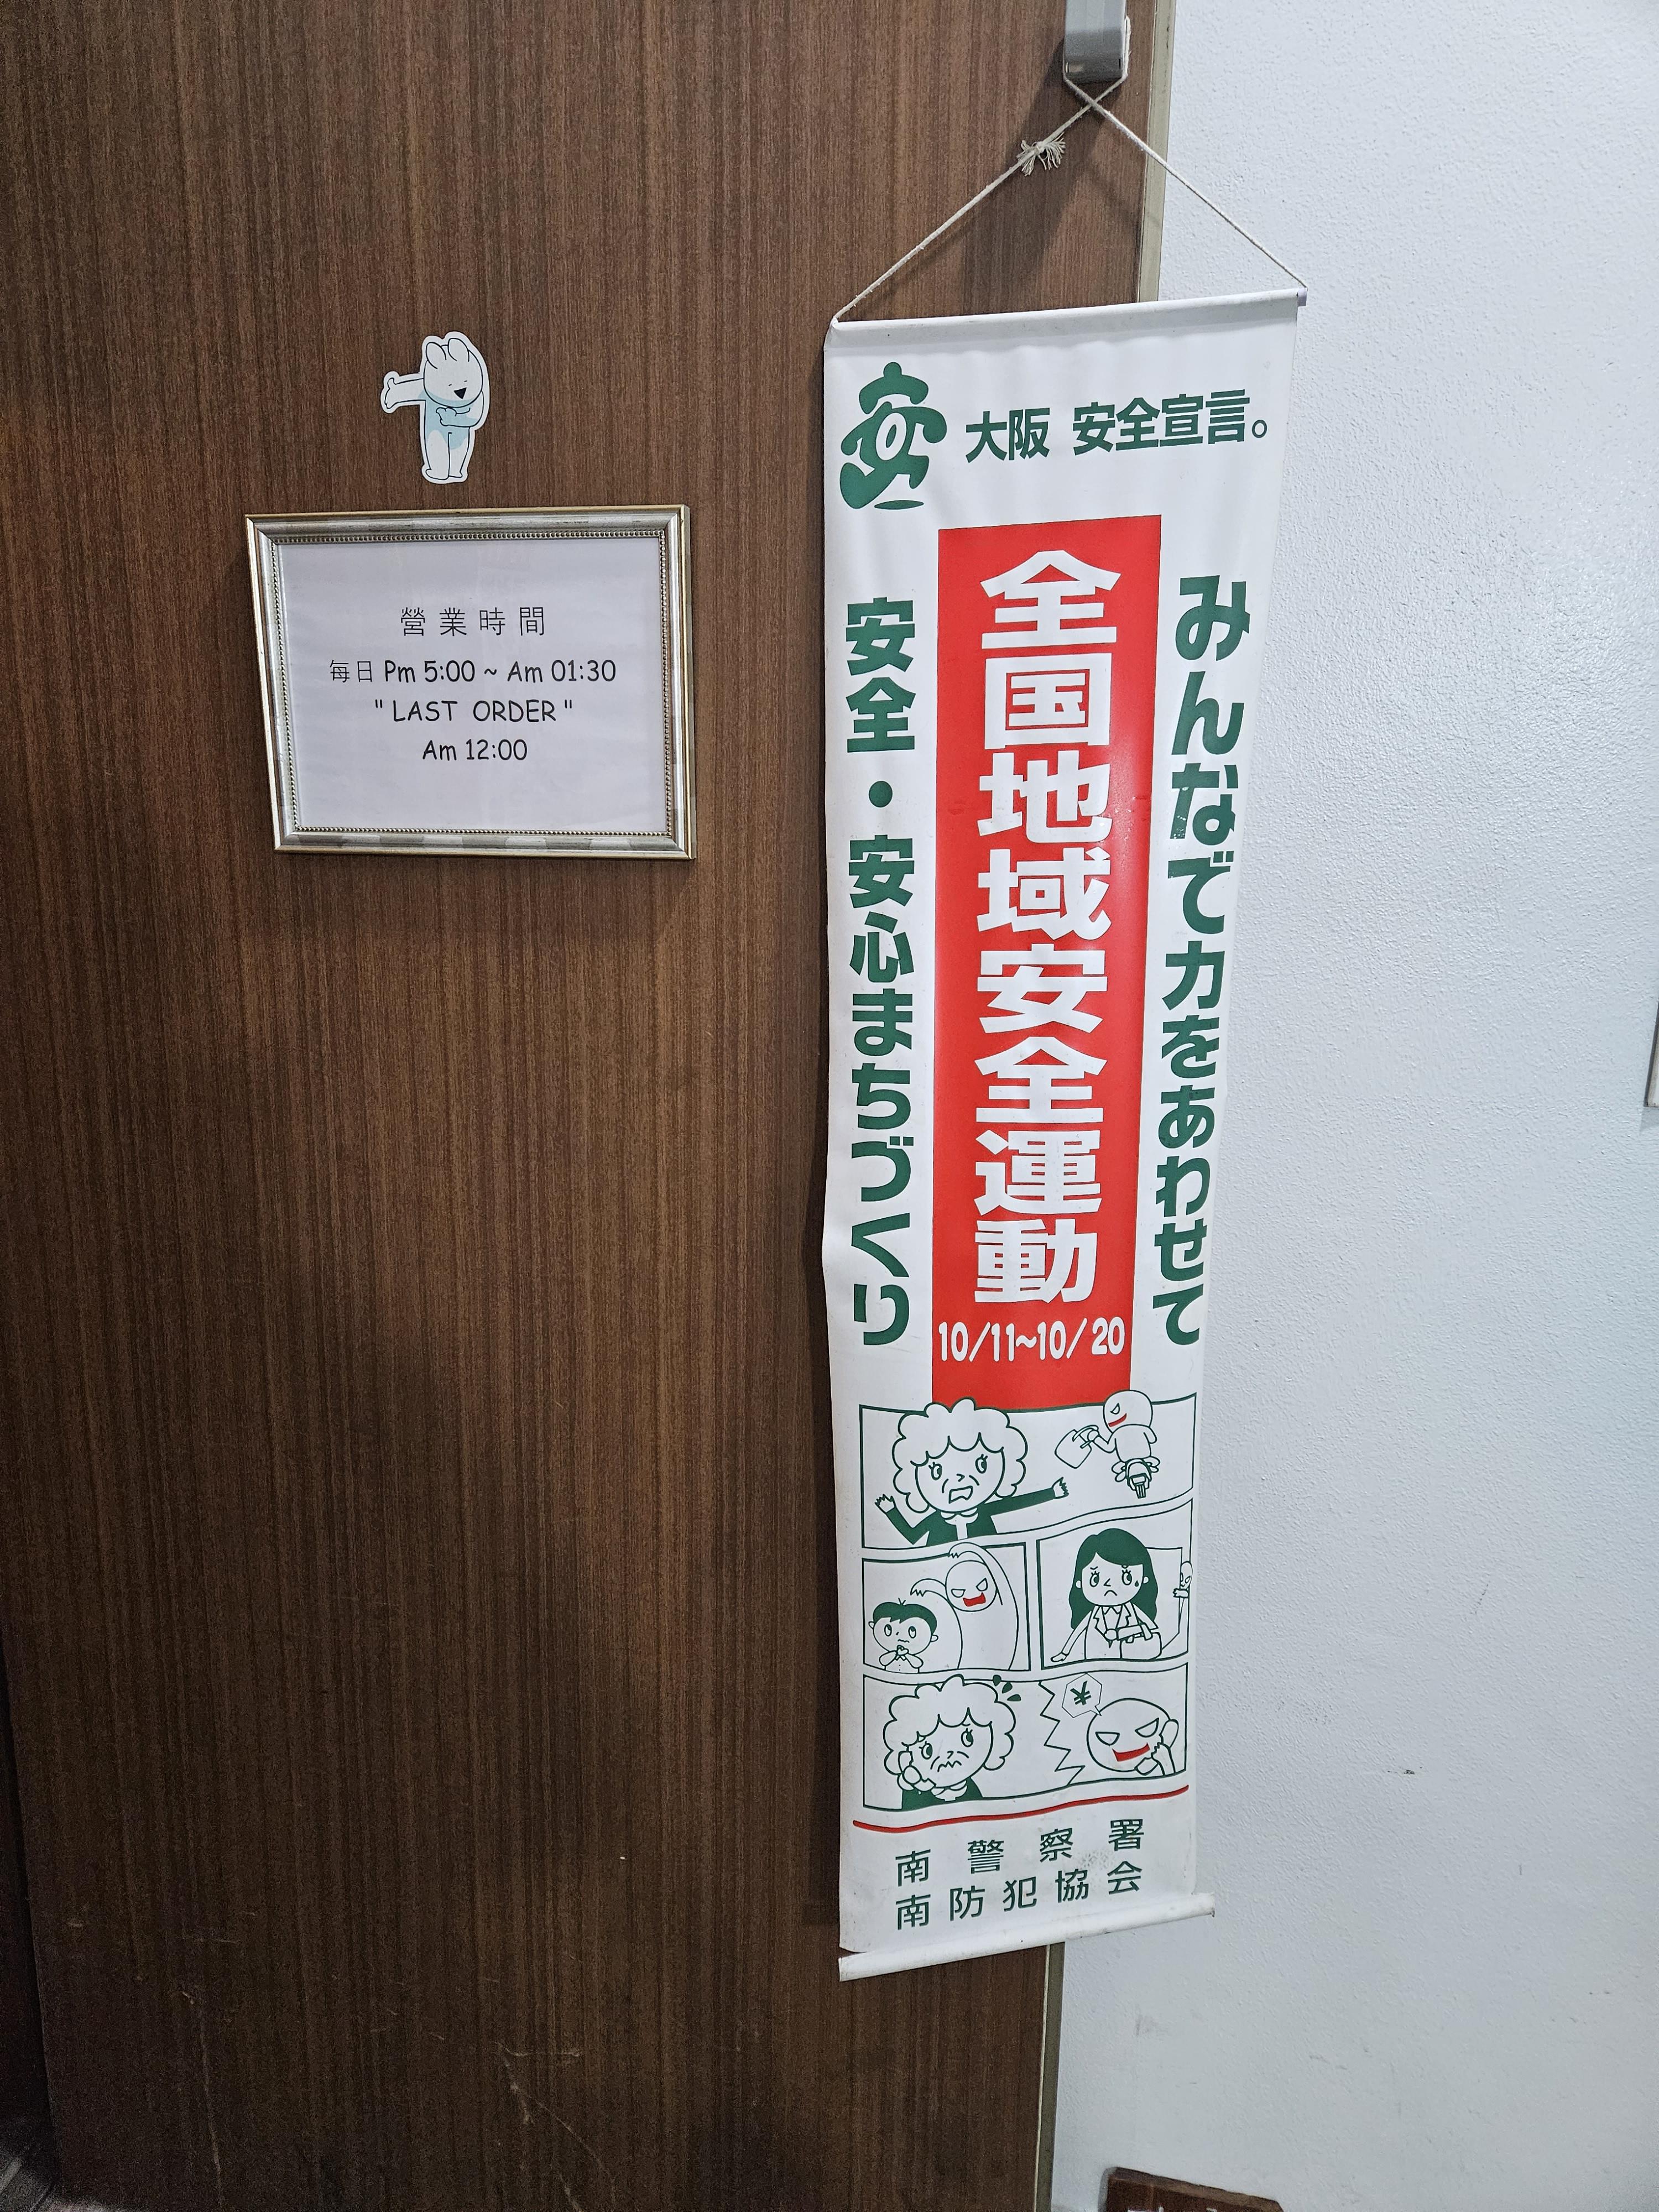 營業時間
毎日 Pm 5:00 ~ Am 01:30
" LAST ORDER "
Am 12:00
安
大阪 安全宣言。
みんなで力をあわせて
全国地域安全運動
10/11~10/20
安全・安心まちづくり
¥
南警察署
南防犯協会